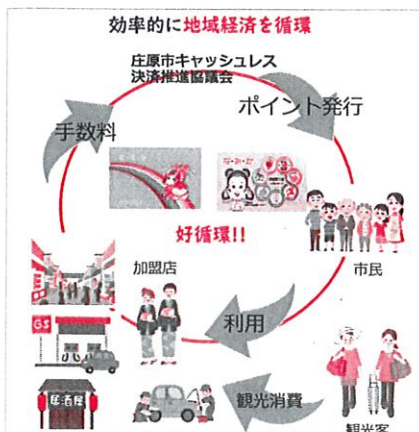 効率的に地域経済を循環
庄原市キャッシュレス
決済推進協議会
ポイント発行
手数料
好循環!!
加盟店
市民
利用
GS
居酒屋
観光消費
観光客